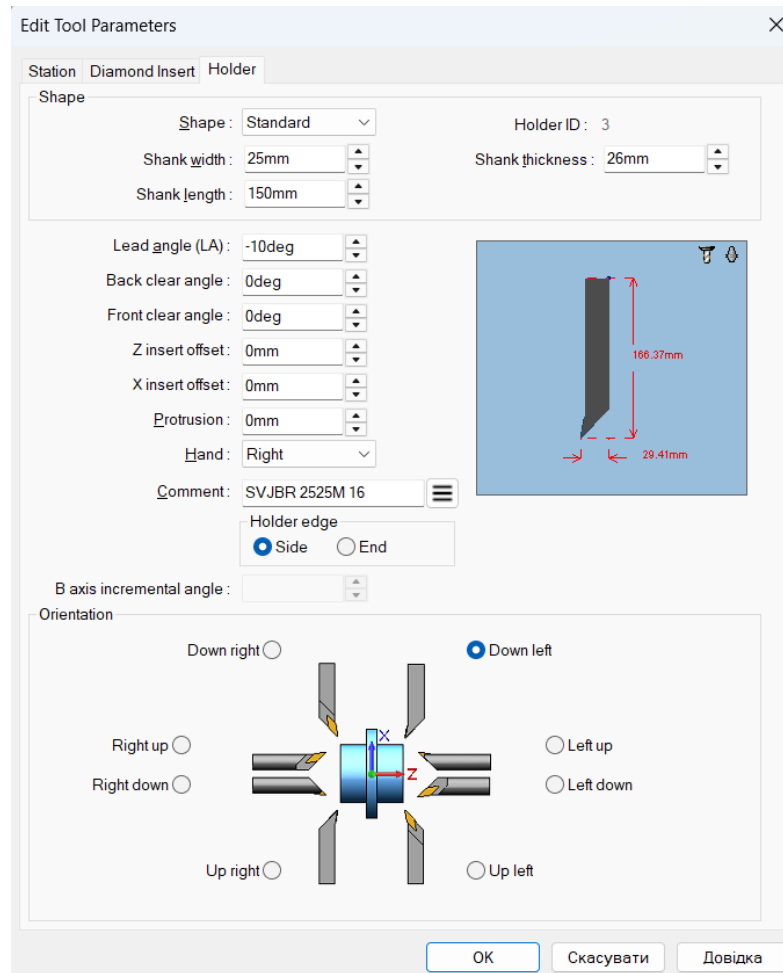 Edit Tool Parameters
Station Diamond Insert Holder
Shape
Shape : Standard Holder ID : 3
Shank width : 25mm Shank thickness : 26mm
Shank length : 150mm
Lead angle (LA) : -10deg
Back clear angle : 0deg
Front clear angle : 0deg
Z insert offset : 0mm
X insert offset : 0mm
Protrusion : 0mm
Hand : Right
Comment : SVJBR 2525M 16
166.37mm
29.41mm
Holder edge
Side End
B axis incremental angle :
Orientation
Down right Down left
X
Right up Left up
Z
Right down Left down
Up right Up left
OK Скасувати Довідка